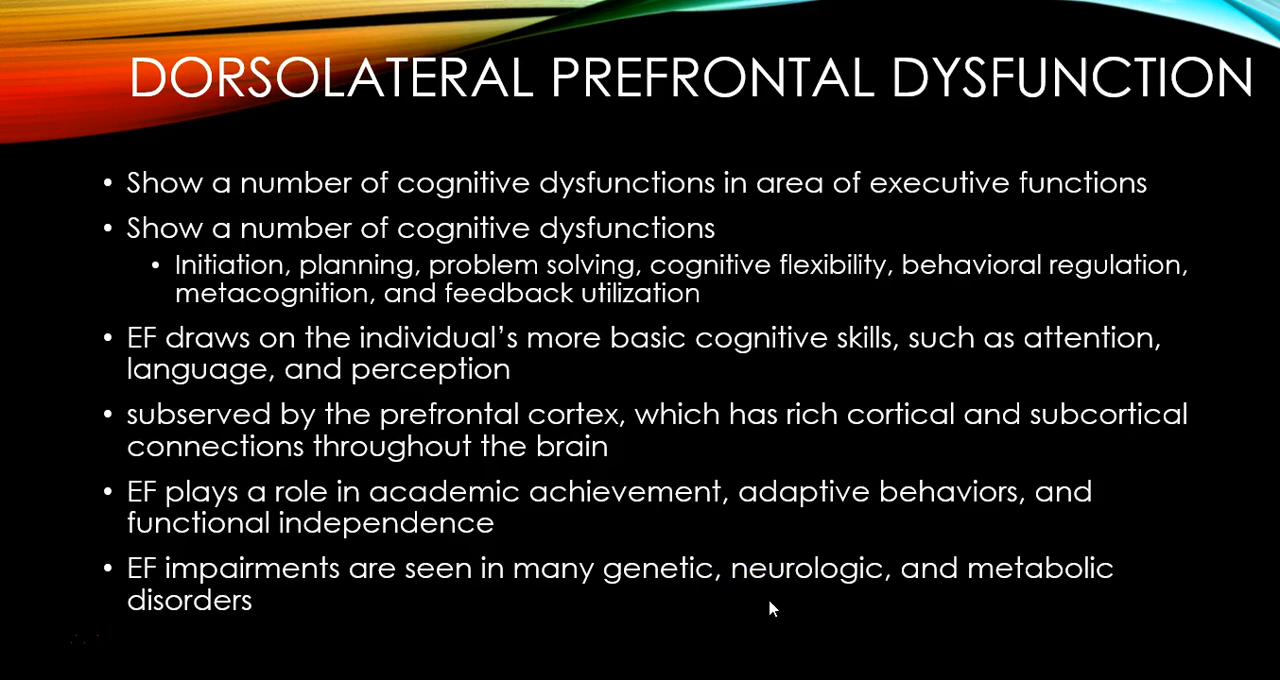 DORSOLATERAL PREFRONTAL DYSFUNCTION
• Show a number of cognitive dysfunctions in area of executive functions
• Show a number of cognitive dysfunctions
• Initiation, planning, problem solving, cognitive flexibility, behavioral regulation,
metacognition, and feedback utilization
• EF draws on the individual’s more basic cognitive skills, such as attention,
language, and perception
• subserved by the prefrontal cortex, which has rich cortical and subcortical
connections throughout the brain
• EF plays a role in academic achievement, adaptive behaviors, and
functional independence
• EF impairments are seen in many genetic, neurologic, and metabolic
disorders